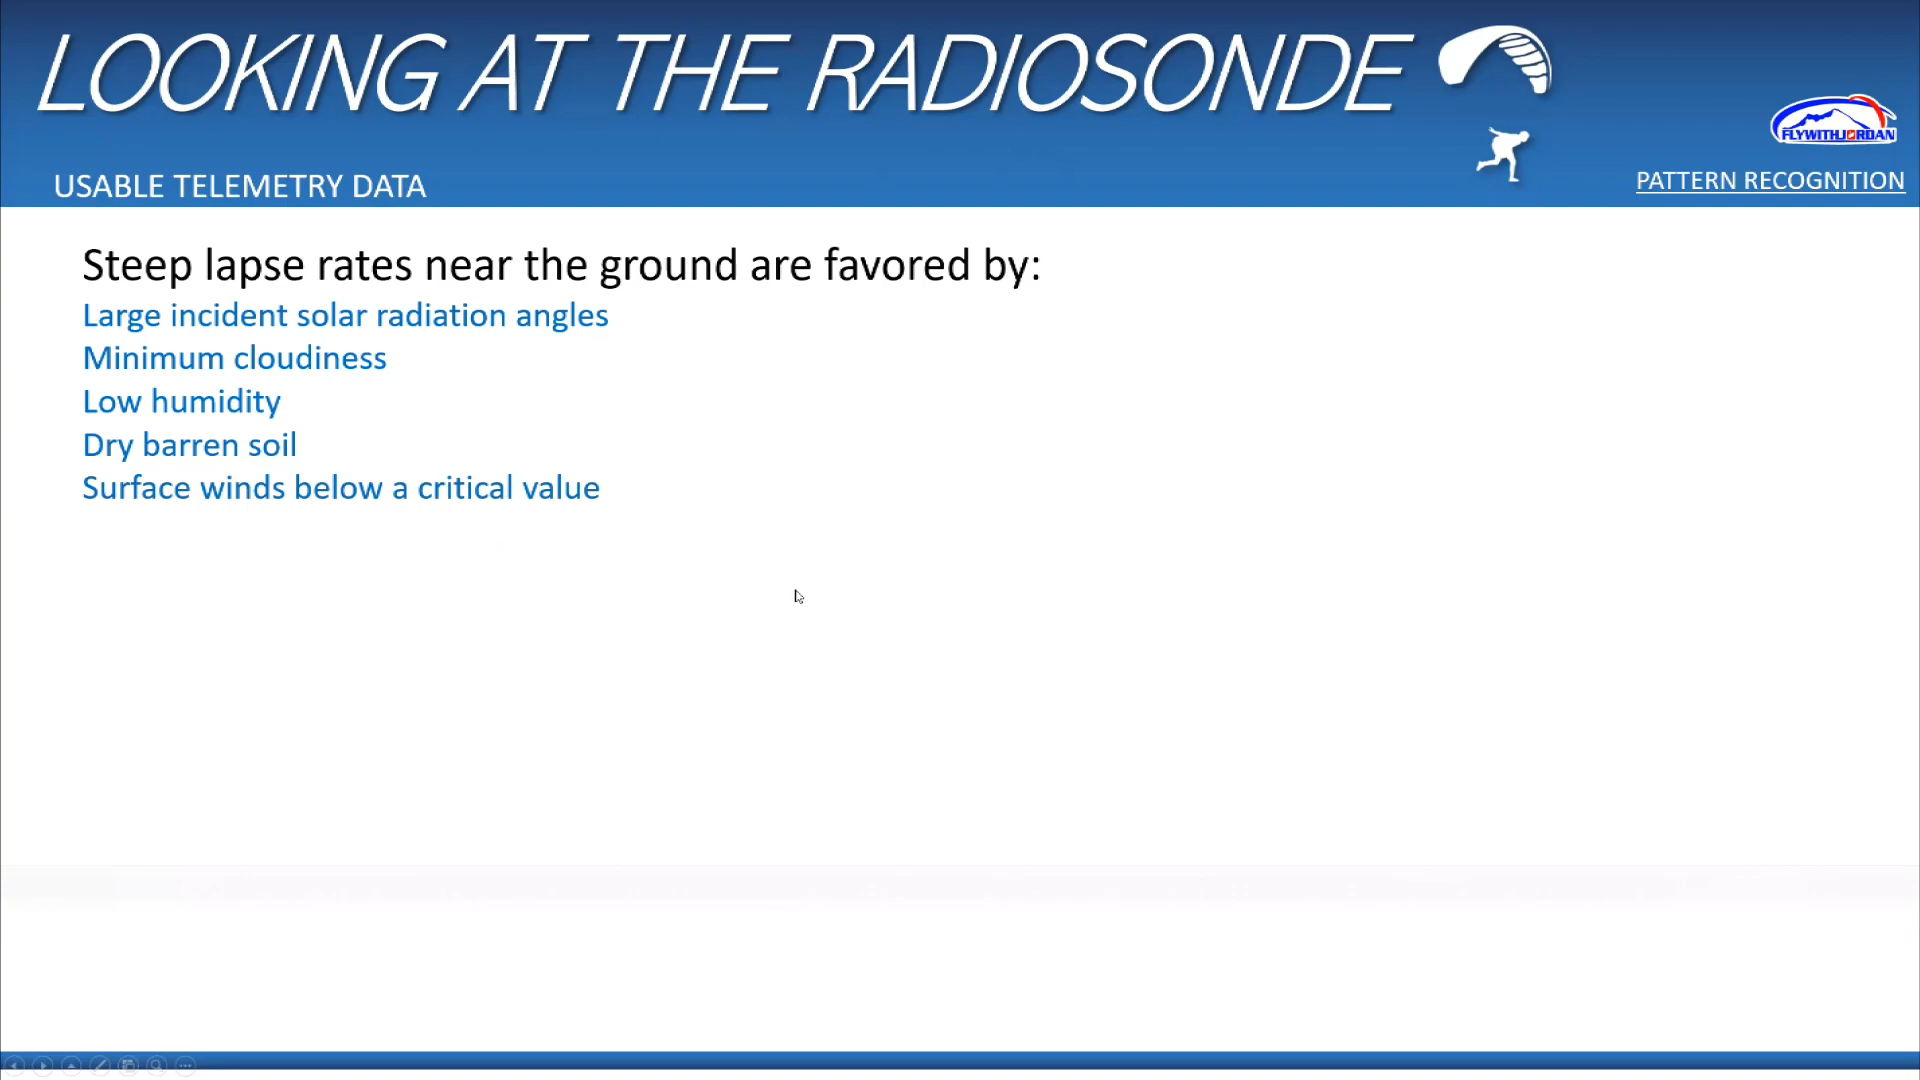 LOOKING AT THE RADIOSONDE
FLYWITHJORDAN
USABLE TELEMETRY DATA
PATTERN RECOGNITION
Steep lapse rates near the ground are favored by:
Large incident solar radiation angles
Minimum cloudiness
Low humidity
Dry barren soil
Surface winds below a critical value